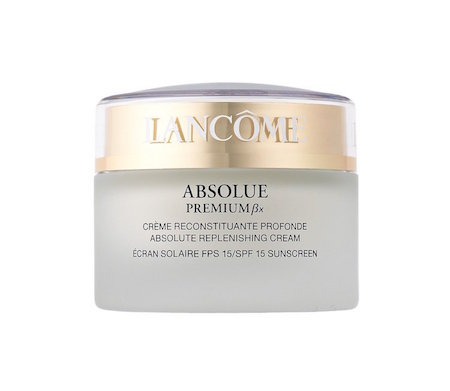 LANCÔME
ABSOLUE
PREMIUM βx
CRÈME RECONSTITUANTE PROFONDE
ABSOLUTE REPLENISHING CREAM
ÉCRAN SOLAIRE FPS 15/SPF 15 SUNSCREEN